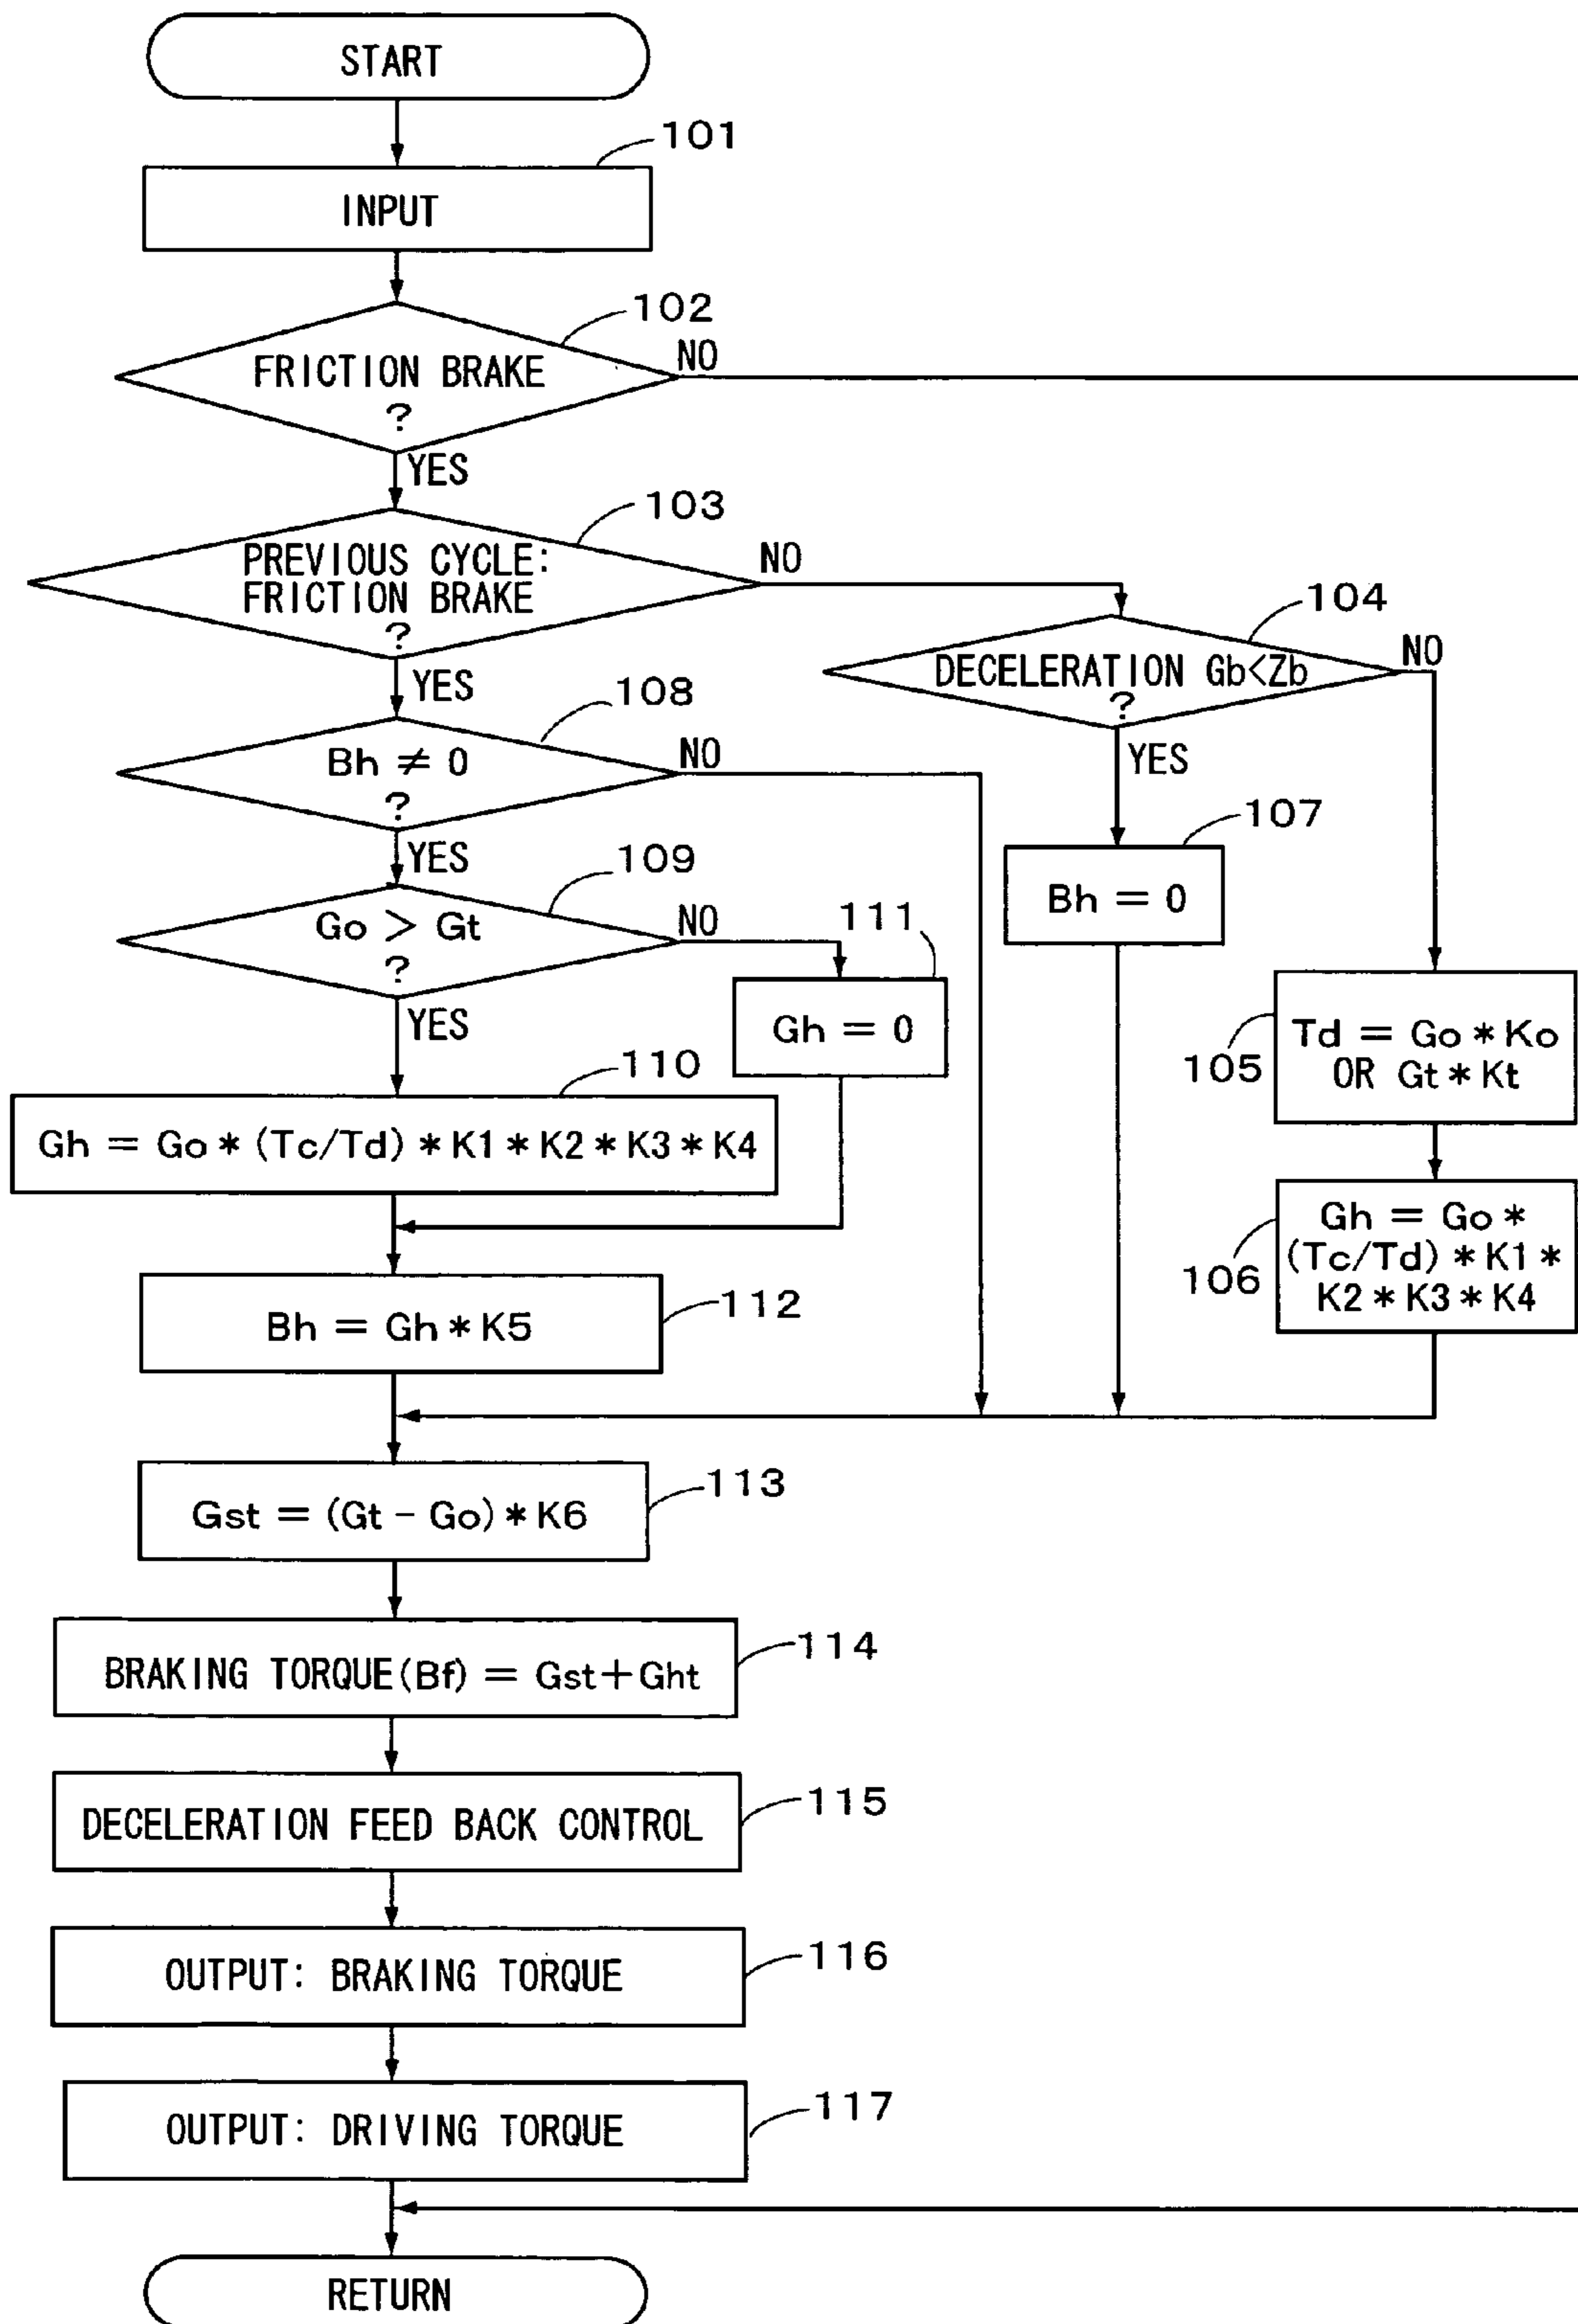 START
101
INPUT
102
FRICTION BRAKE
?
NO
YES
103
PREVIOUS CYCLE:
FRICTION BRAKE
?
NO
YES
104
DECELERATION Gb<Zb
?
NO
YES
108
Bh ≠ 0
?
NO
YES
107
Bh = 0
109
Go > Gt
?
NO
YES
111
Gh = 0
105
Td = Go * Ko
OR Gt * Kt
110
Gh = Go * (Tc/Td) * K1 * K2 * K3 * K4
106
Gh = Go *
(Tc/Td) * K1 *
K2 * K3 * K4
112
Bh = Gh * K5
113
Gst = (Gt - Go) * K6
114
BRAKING TORQUE(Bf) = Gst+Ght
115
DECELERATION FEED BACK CONTROL
116
OUTPUT: BRAKING TORQUE
117
OUTPUT: DRIVING TORQUE
RETURN